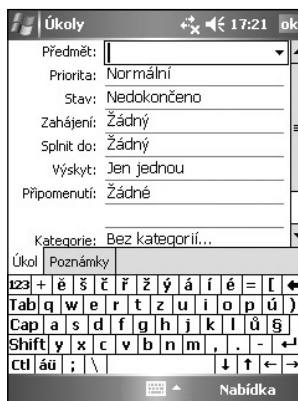 Úkoly 17:21 ok
Předmět:
Priorita: Normální
Stav: Nedokončeno
Zahájení: Žádný
Splnit do: Žádný
Výskyt: Jen jednou
Připomenutí: Žádné
Kategorie: Bez kategorií...
Úkol Poznámky
123 + ě š č ř ž ý á í é = [
Tab q w e r t z u i o p ú )
Cap a s d f g h j k l ů §
Shift y x c v b n m , . -
Ctl áü ; \ ↓ ↑ ← →
Nabídka